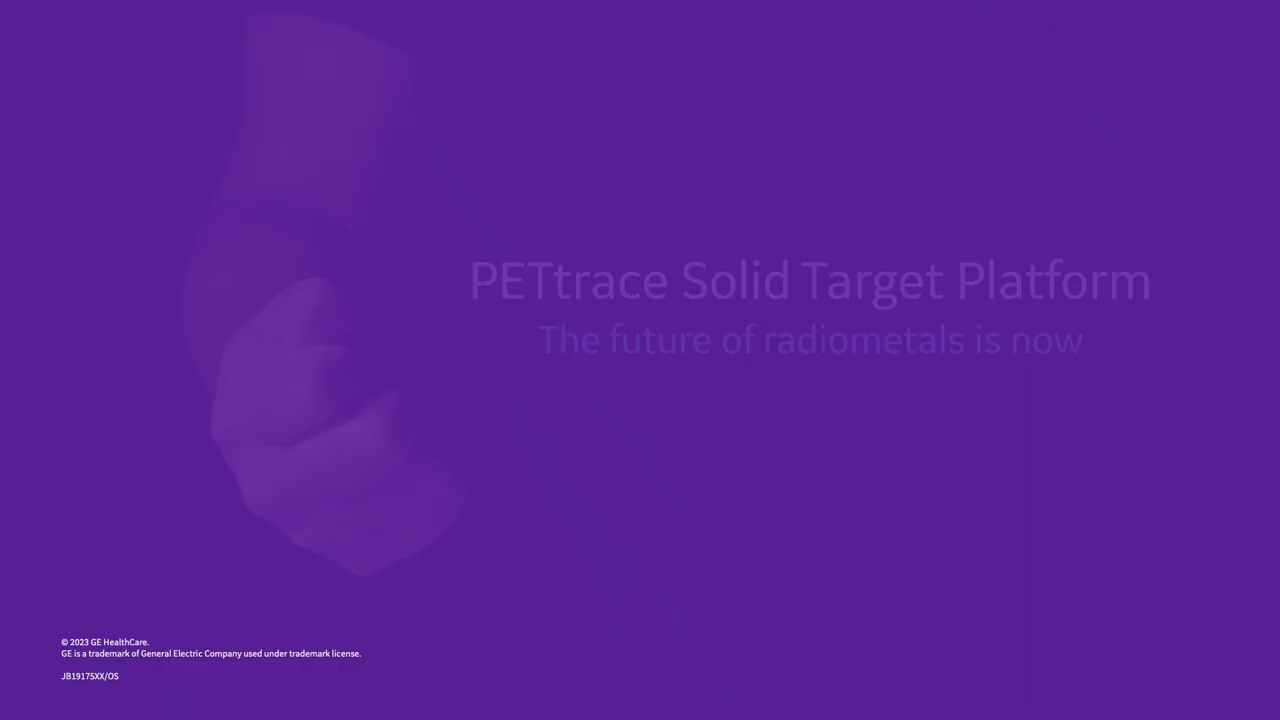 PETtrace Solid Target Platform
The future of radiometals is now
© 2023 GE HealthCare.
GE is a trademark of General Electric Company used under trademark license.
JB19175XX/OS